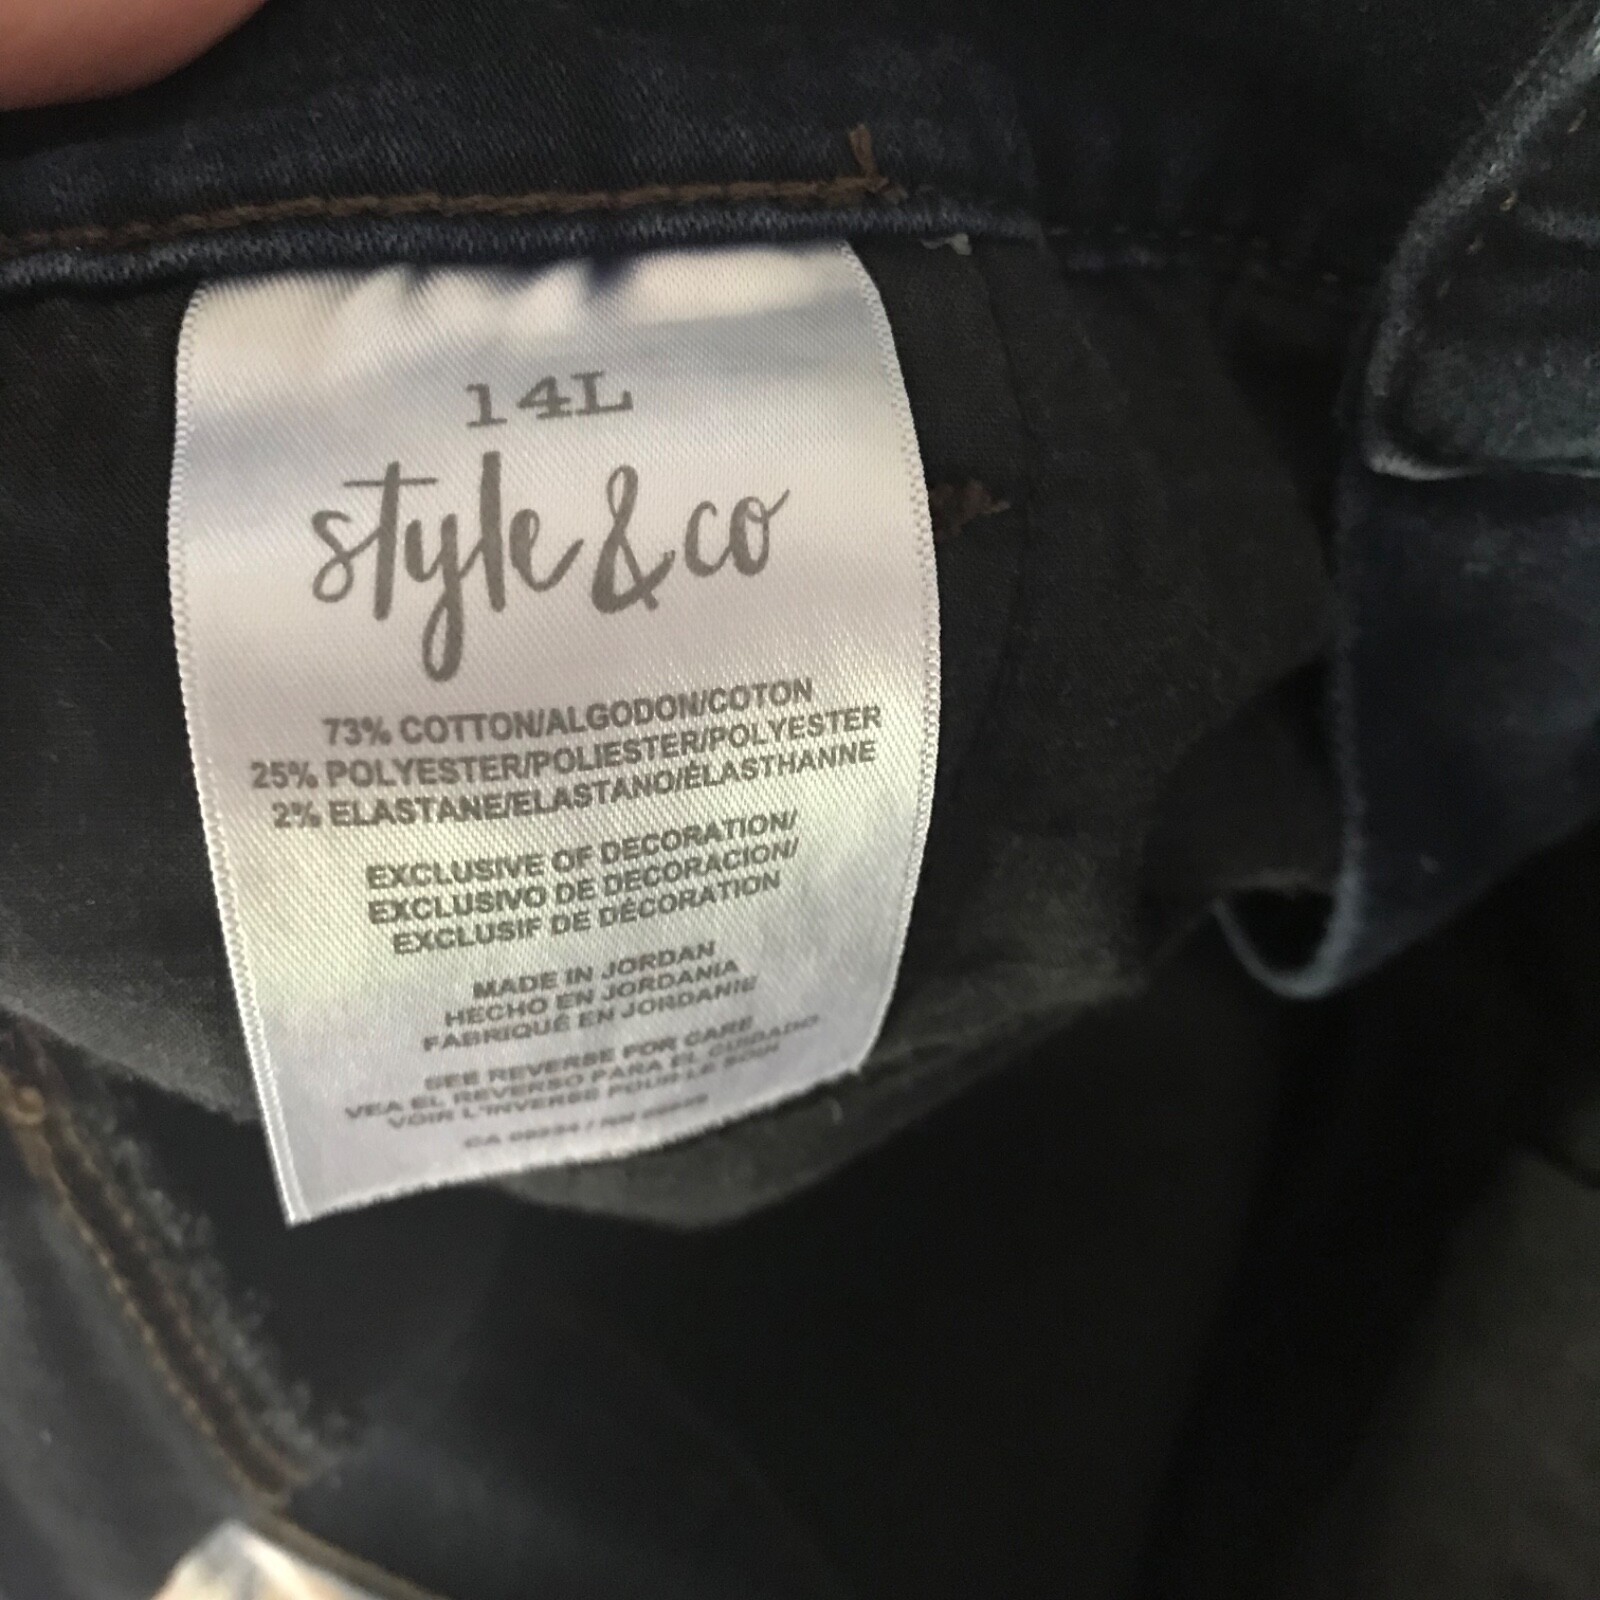 14L
style&co
73% COTTON/ALGODON/COTON
25% POLYESTER/POLIESTER/POLYESTER
2% ELASTANE/ELASTANO/ÉLASTHANNE
EXCLUSIVE OF DECORATION/
EXCLUSIVO DE DECORACION/
EXCLUSIF DE DÉCORATION
MADE IN JORDAN
HECHO EN JORDANIA
FABRIQUÉ EN JORDANIE
SEE REVERSE FOR CARE
VEA EL REVERSO PARA EL CUIDADO
VOIR L'INVERSE POUR LE SOIN
CA / RN